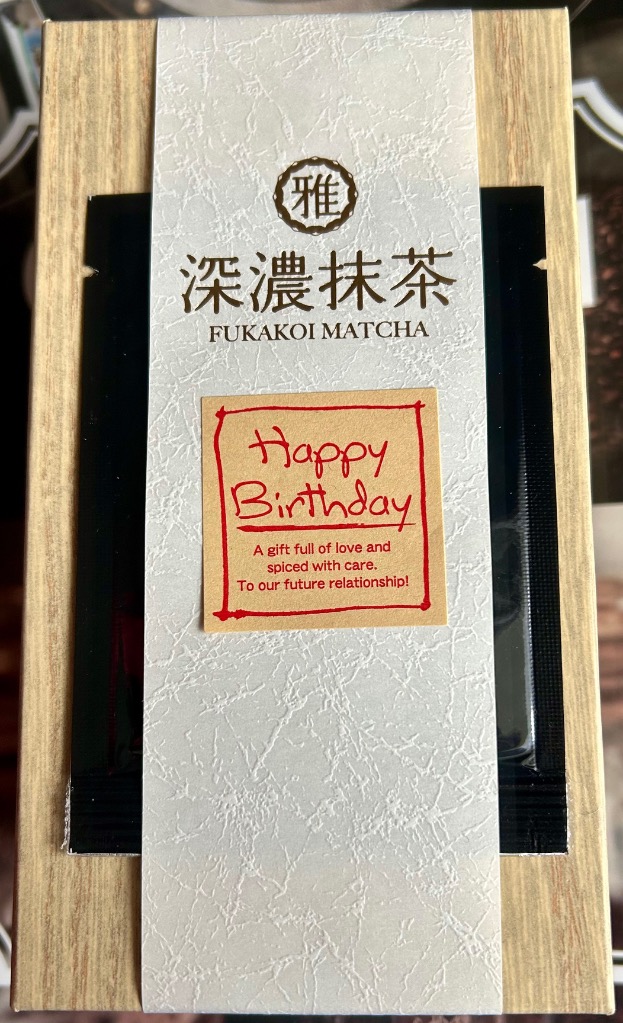 雅
深濃抹茶
FUKAKOI MATCHA
Happy
Birthday
A gift full of love and
spiced with care.
To our future relationship!